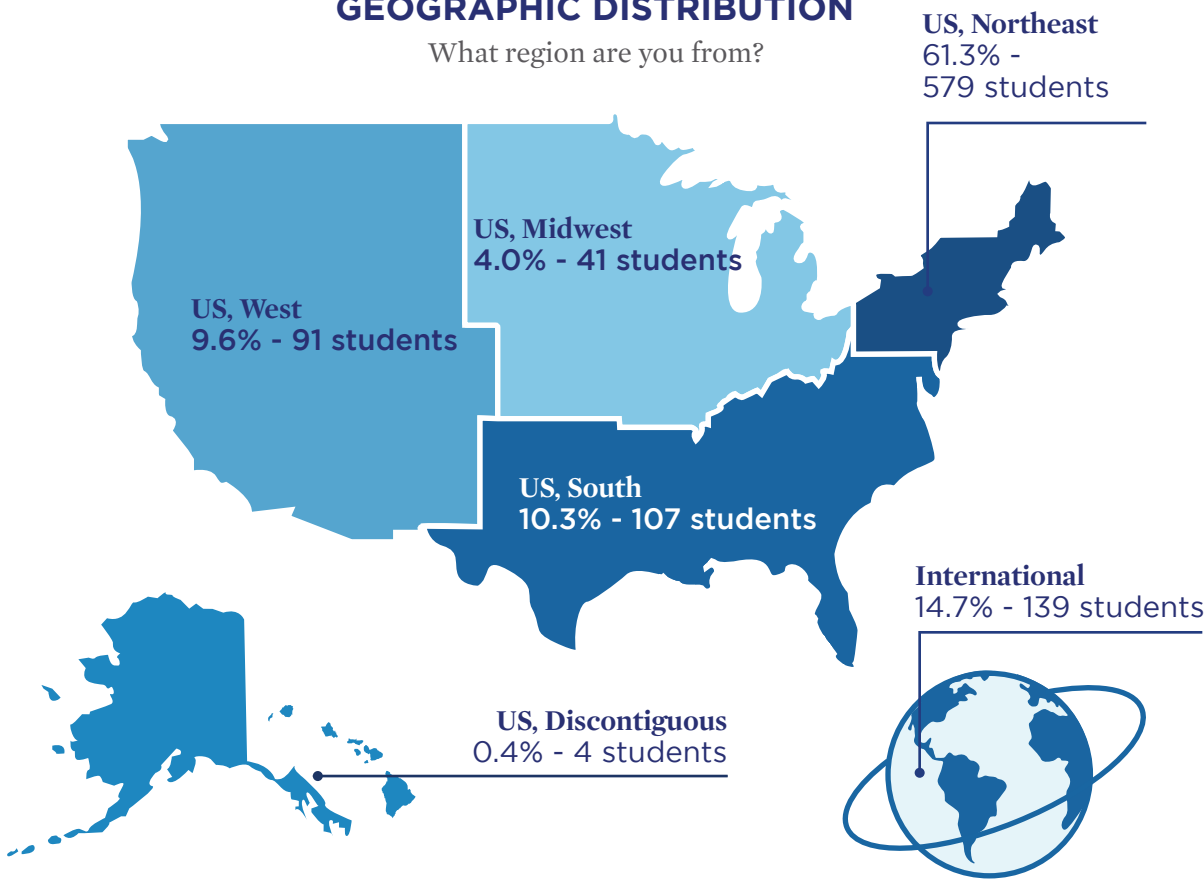 GEOGRAPHIC DISTRIBUTION
What region are you from?
US, Northeast
61.3% -
579 students
US, Midwest
4.0% - 41 students
US, West
9.6% - 91 students
US, South
10.3% - 107 students
International
14.7% - 139 students
US, Discontiguous
0.4% - 4 students